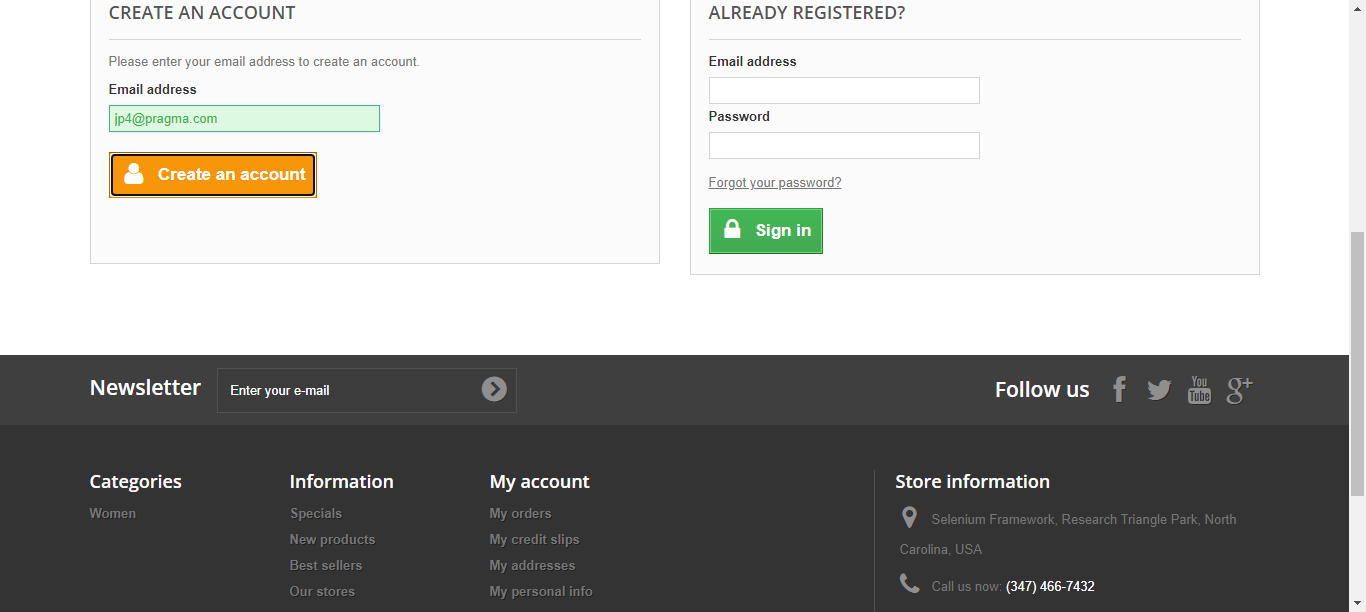 CREATE AN ACCOUNT
Please enter your email address to create an account.
Email address
jp4@pragma.com
Create an account
ALREADY REGISTERED?
Email address
Password
Forgot your password?
Sign in
Newsletter
Enter your e-mail
Follow us
You
Tube
g+
Categories
Women
Information
Specials
New products
Best sellers
Our stores
My account
My orders
My credit slips
My addresses
My personal info
Store information
Selenium Framework, Research Triangle Park, North
Carolina, USA
Call us now: (347) 466-7432